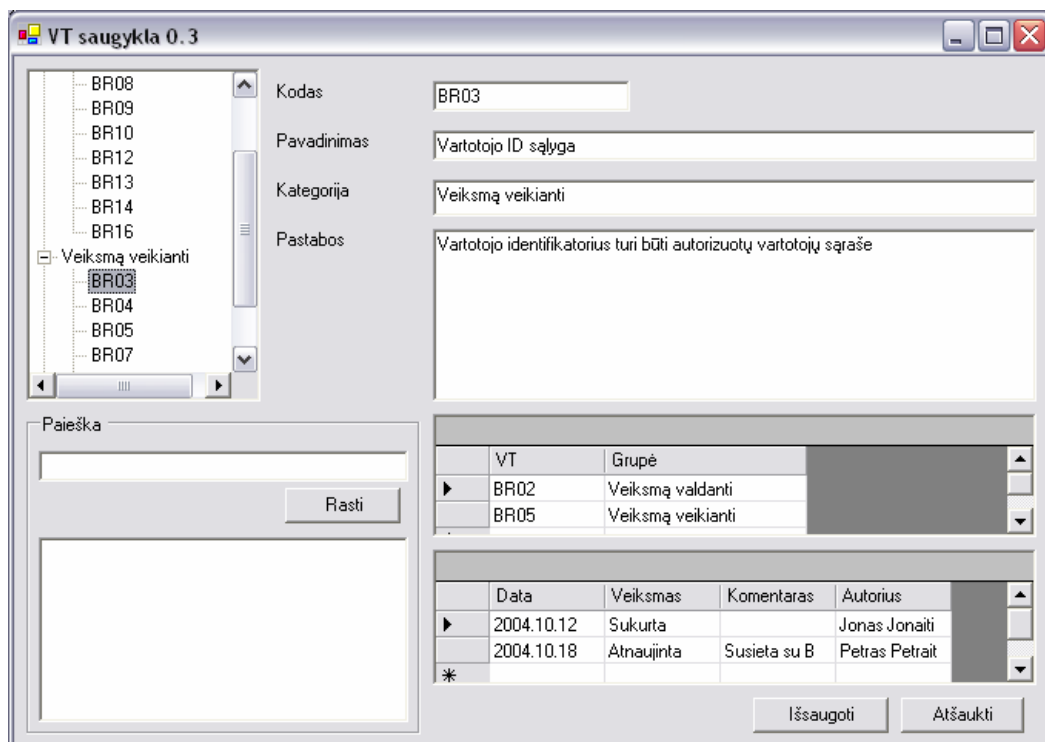 VT saugykla 0.3
BR08
BR09
BR10
BR12
BR13
BR14
BR16
Veiksmą veikianti
BR03
BR04
BR05
BR07
Kodas
BR03
Pavadinimas
Vartotojo ID sąlyga
Kategorija
Veiksmą veikianti
Pastabos
Vartotojo identifikatorius turi būti autorizuotų vartotojų sąraše
Paieška
Rasti
VT Grupė
BR02 Veiksmą valdanti
BR05 Veiksmą veikianti
Data Veiksmas Komentaras Autorius
2004.10.12 Sukurta Jonas Jonaiti
2004.10.18 Atnaujinta Susieta su B Petras Petrait
Išsaugoti Atšaukti